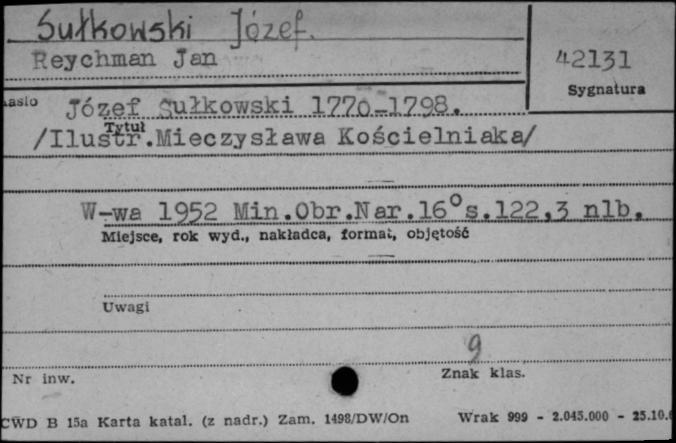 Sułkowski Józef.
Reychman Jan
42131
Sygnatura
Józef Sułkowski 1770-1798.
Tytuł
/Ilustr.Mieczysława Kościelniaka/
W-wa 1952 Min.Obr.Nar.16° s.122,3 nlb.
Miejsce, rok wyd., nakładca, format, objętość
Uwagi
9
Nr inw.
Znak klas.
CWD B 15a Karta katal. (z nadr.) Zam. 1498/DW/On Wrak 999 - 2.045.000 - 25.10.